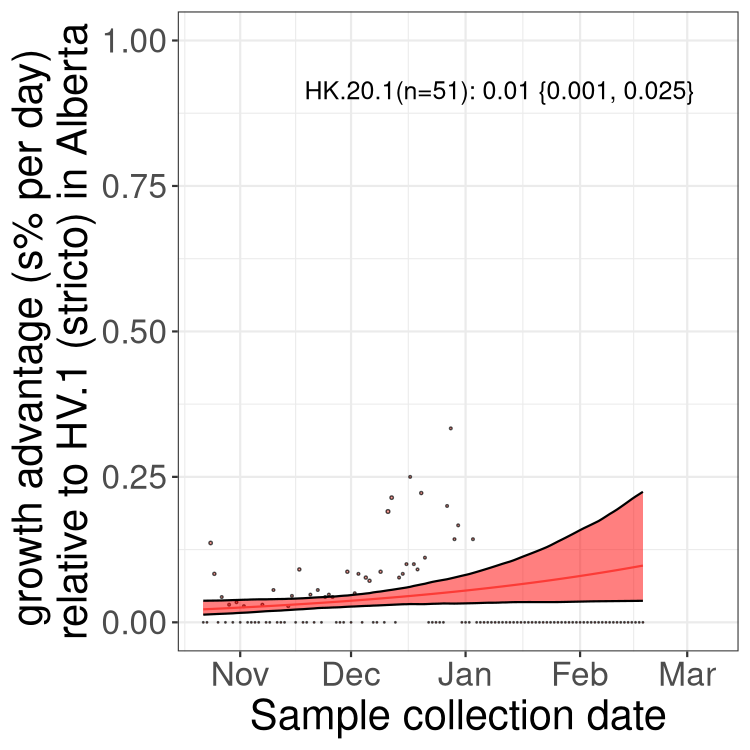 growth advantage (s% per day)
relative to HV.1 (stricto) in Alberta
1.00
0.75
0.50
0.25
0.00
HK.20.1(n=51): 0.01 {0.001, 0.025}
Nov
Dec
Jan
Feb
Mar
Sample collection date